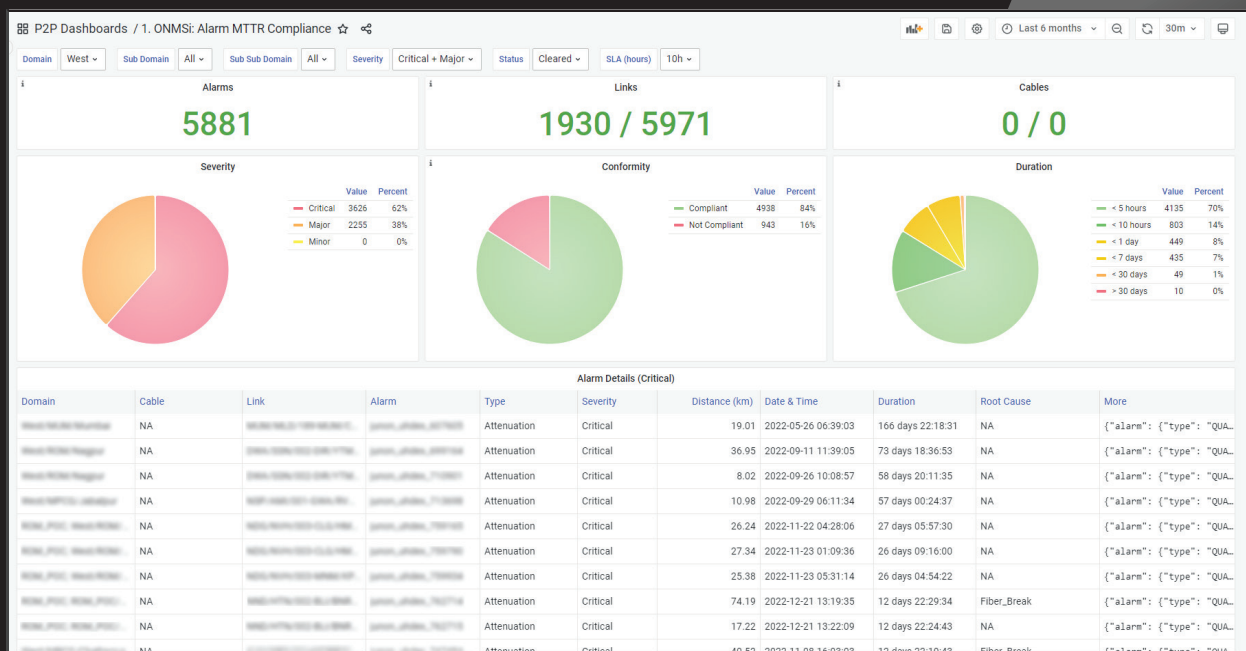 P2P Dashboards / 1. ONMSi: Alarm MTTR Compliance
Last 6 months
30m
Domain West Sub Domain All Sub Sub Domain All Severity Critical + Major Status Cleared SLA (hours) 10h
Alarms
5881
Links
1930 / 5971
Cables
0 / 0
Severity
Value Percent
Critical 3626 62%
Major 2255 38%
Minor 0 0%
Conformity
Value Percent
Compliant 4938 84%
Not Compliant 943 16%
Duration
Value Percent
< 5 hours 4135 70%
< 10 hours 803 14%
< 1 day 449 8%
< 7 days 435 7%
< 30 days 49 1%
> 30 days 10 0%
Alarm Details (Critical)
Domain Cable Link Alarm Type Severity Distance (km) Date & Time Duration Root Cause More
NA Attenuation Critical 19.01 2022-05-26 06:39:03 166 days 22:18:31 NA {"alarm": {"type": "QUA...
NA Attenuation Critical 36.95 2022-09-11 11:39:05 73 days 18:36:53 NA {"alarm": {"type": "QUA...
NA Attenuation Critical 8.02 2022-09-26 10:08:57 58 days 20:11:35 NA {"alarm": {"type": "QUA...
NA Attenuation Critical 10.98 2022-09-29 06:11:34 57 days 00:24:37 NA {"alarm": {"type": "QUA...
NA Attenuation Critical 26.24 2022-11-22 04:28:06 27 days 05:57:30 NA {"alarm": {"type": "QUA...
NA Attenuation Critical 27.34 2022-11-23 01:09:36 26 days 09:16:00 NA {"alarm": {"type": "QUA...
NA Attenuation Critical 25.38 2022-11-23 05:31:14 26 days 04:54:22 NA {"alarm": {"type": "QUA...
NA Attenuation Critical 74.19 2022-12-21 13:19:35 12 days 22:29:34 Fiber_Break {"alarm": {"type": "QUA...
NA Attenuation Critical 17.22 2022-12-21 13:22:09 12 days 22:24:43 NA {"alarm": {"type": "QUA...